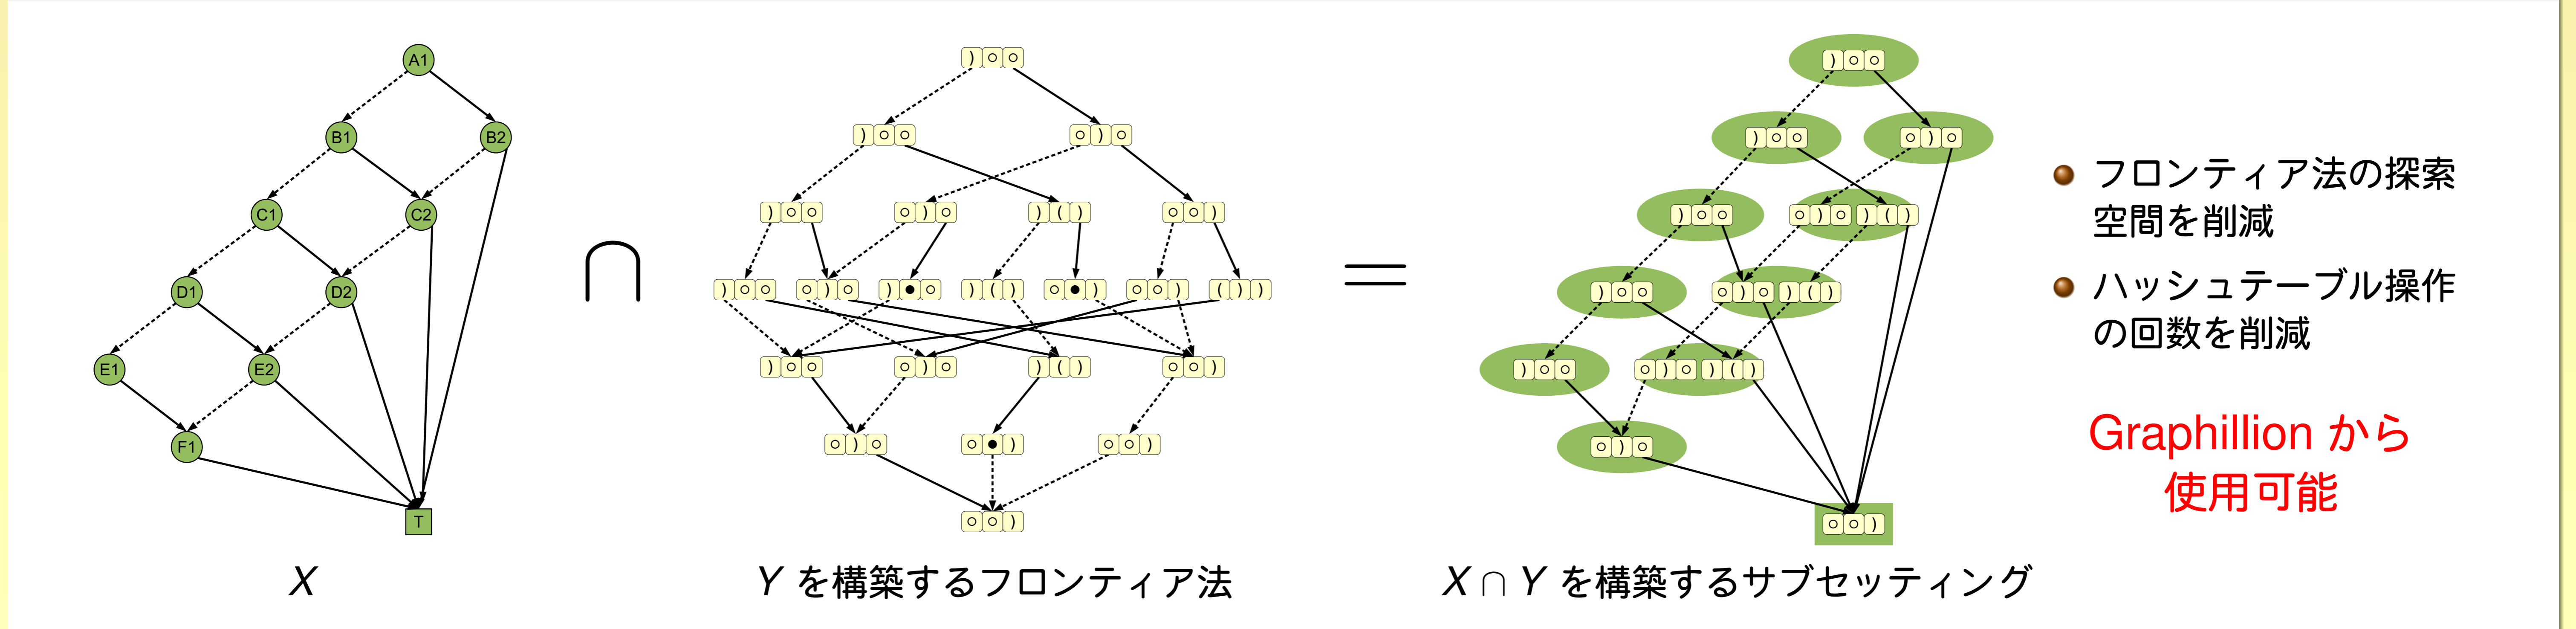 A1
B1 B2
C1 C2
D1 D2
E1 E2
F1
T
X
∩
) ○ ○
) ○ ○ ○ ) ○
) ○ ○ ○ ) ○ ) ( ) ○ ○ )
) ○ ○ ○ ) ○ ) ● ○ ) ( ) ○ ● ) ○ ○ ) ( ) )
) ○ ○ ○ ) ○ ) ( ) ○ ○ )
○ ) ○ ○ ● ) ○ ○ )
○ ○ )
Y を構築するフロンティア法
=
) ○ ○
) ○ ○ ○ ) ○
) ○ ○ ○ ) ○ ) ( )
) ○ ○ ○ ) ○ ) ( )
) ○ ○ ○ ) ○ ) ( )
○ ) ○
○ ○ )
X ∩ Y を構築するサブセッティング
フロンティア法の探索
空間を削減
ハッシュテーブル操作
の回数を削減
Graphillion から
使用可能